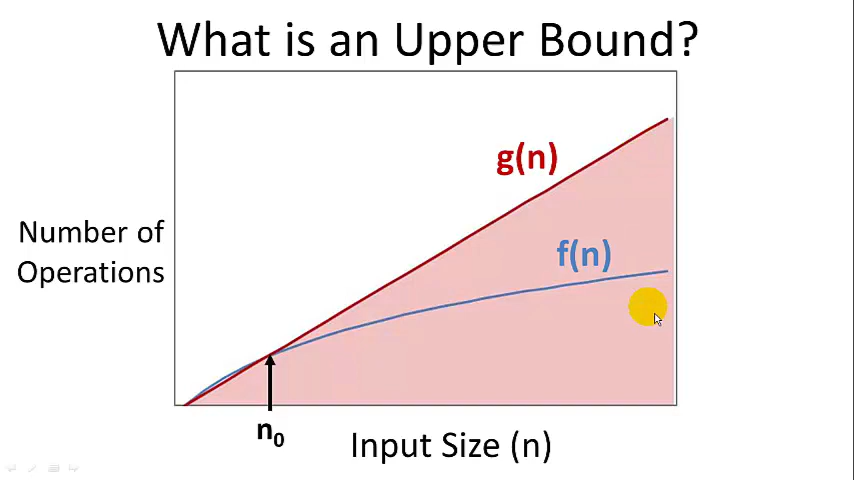 What is an Upper Bound?
g(n)
Number of
Operations
f(n)
n₀
Input Size (n)